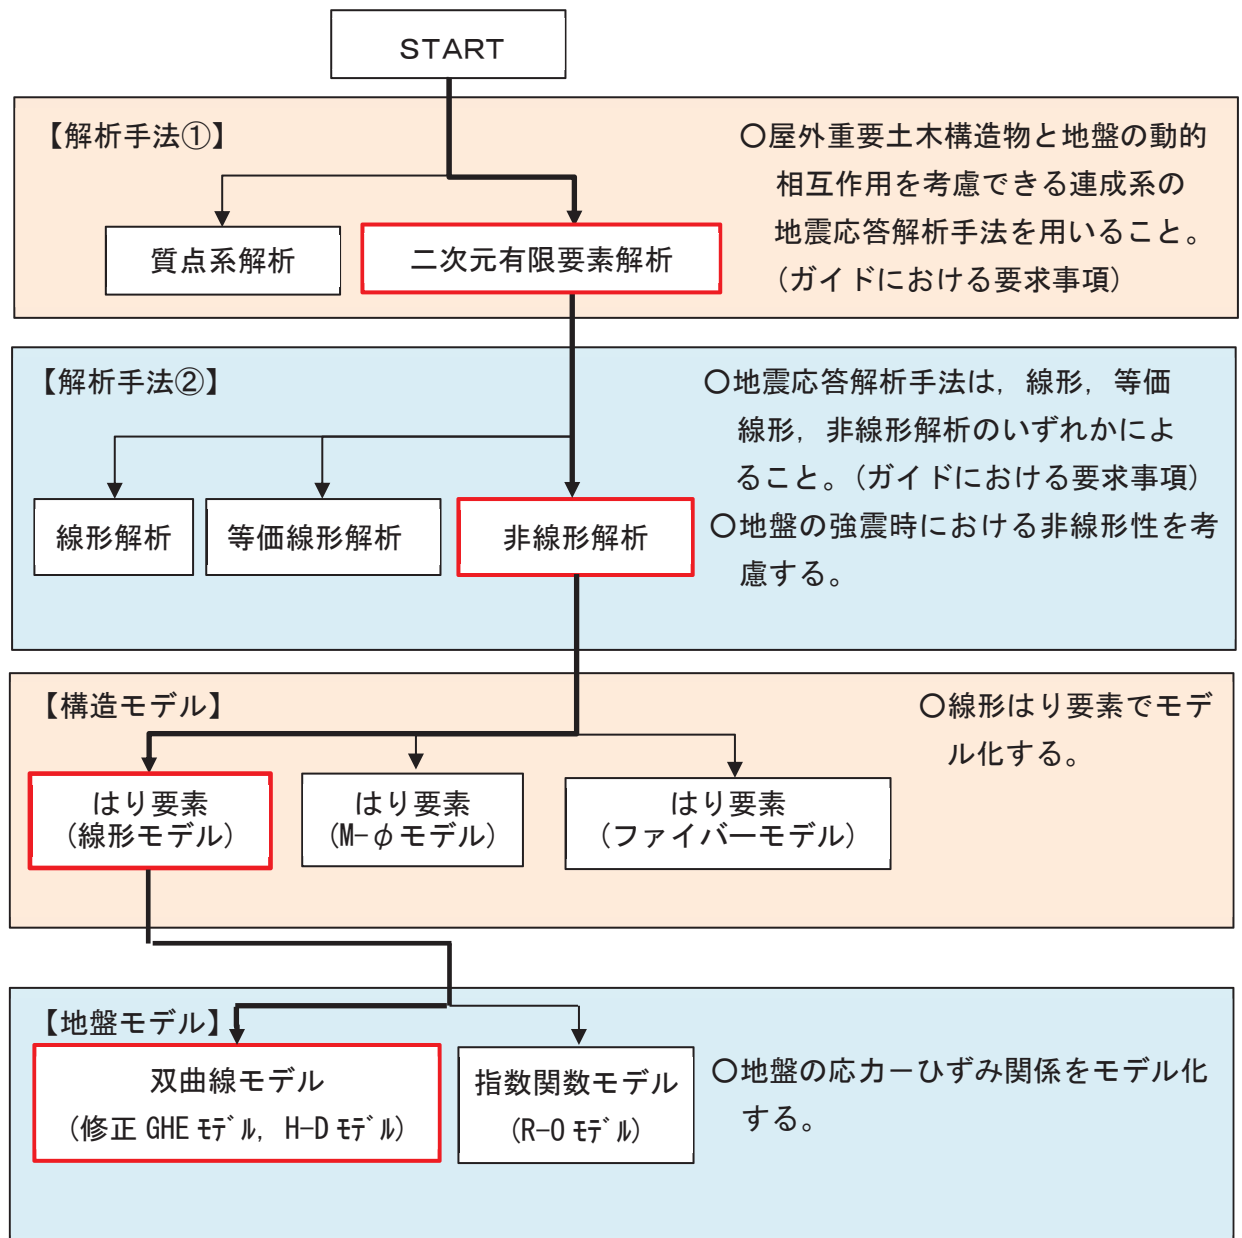 START
【解析手法①】
○屋外重要土木構造物と地盤の動的
相互作用を考慮できる連成系の
地震応答解析手法を用いること。
(ガイドにおける要求事項)
質点系解析
二次元有限要素解析
【解析手法②】
○地震応答解析手法は，線形，等価
線形，非線形解析のいずれかによ
ること。(ガイドにおける要求事項)
○地盤の強震時における非線形性を考
慮する。
線形解析
等価線形解析
非線形解析
【構造モデル】
○線形はり要素でモデ
ル化する。
はり要素
(線形モデル)
はり要素
(M-φモデル)
はり要素
(ファイバーモデル)
【地盤モデル】
双曲線モデル
(修正 GHE ﾓﾃﾞﾙ, H-D ﾓﾃﾞﾙ)
指数関数モデル
(R-O ﾓﾃﾞﾙ)
○地盤の応力－ひずみ関係をモデル化
する。